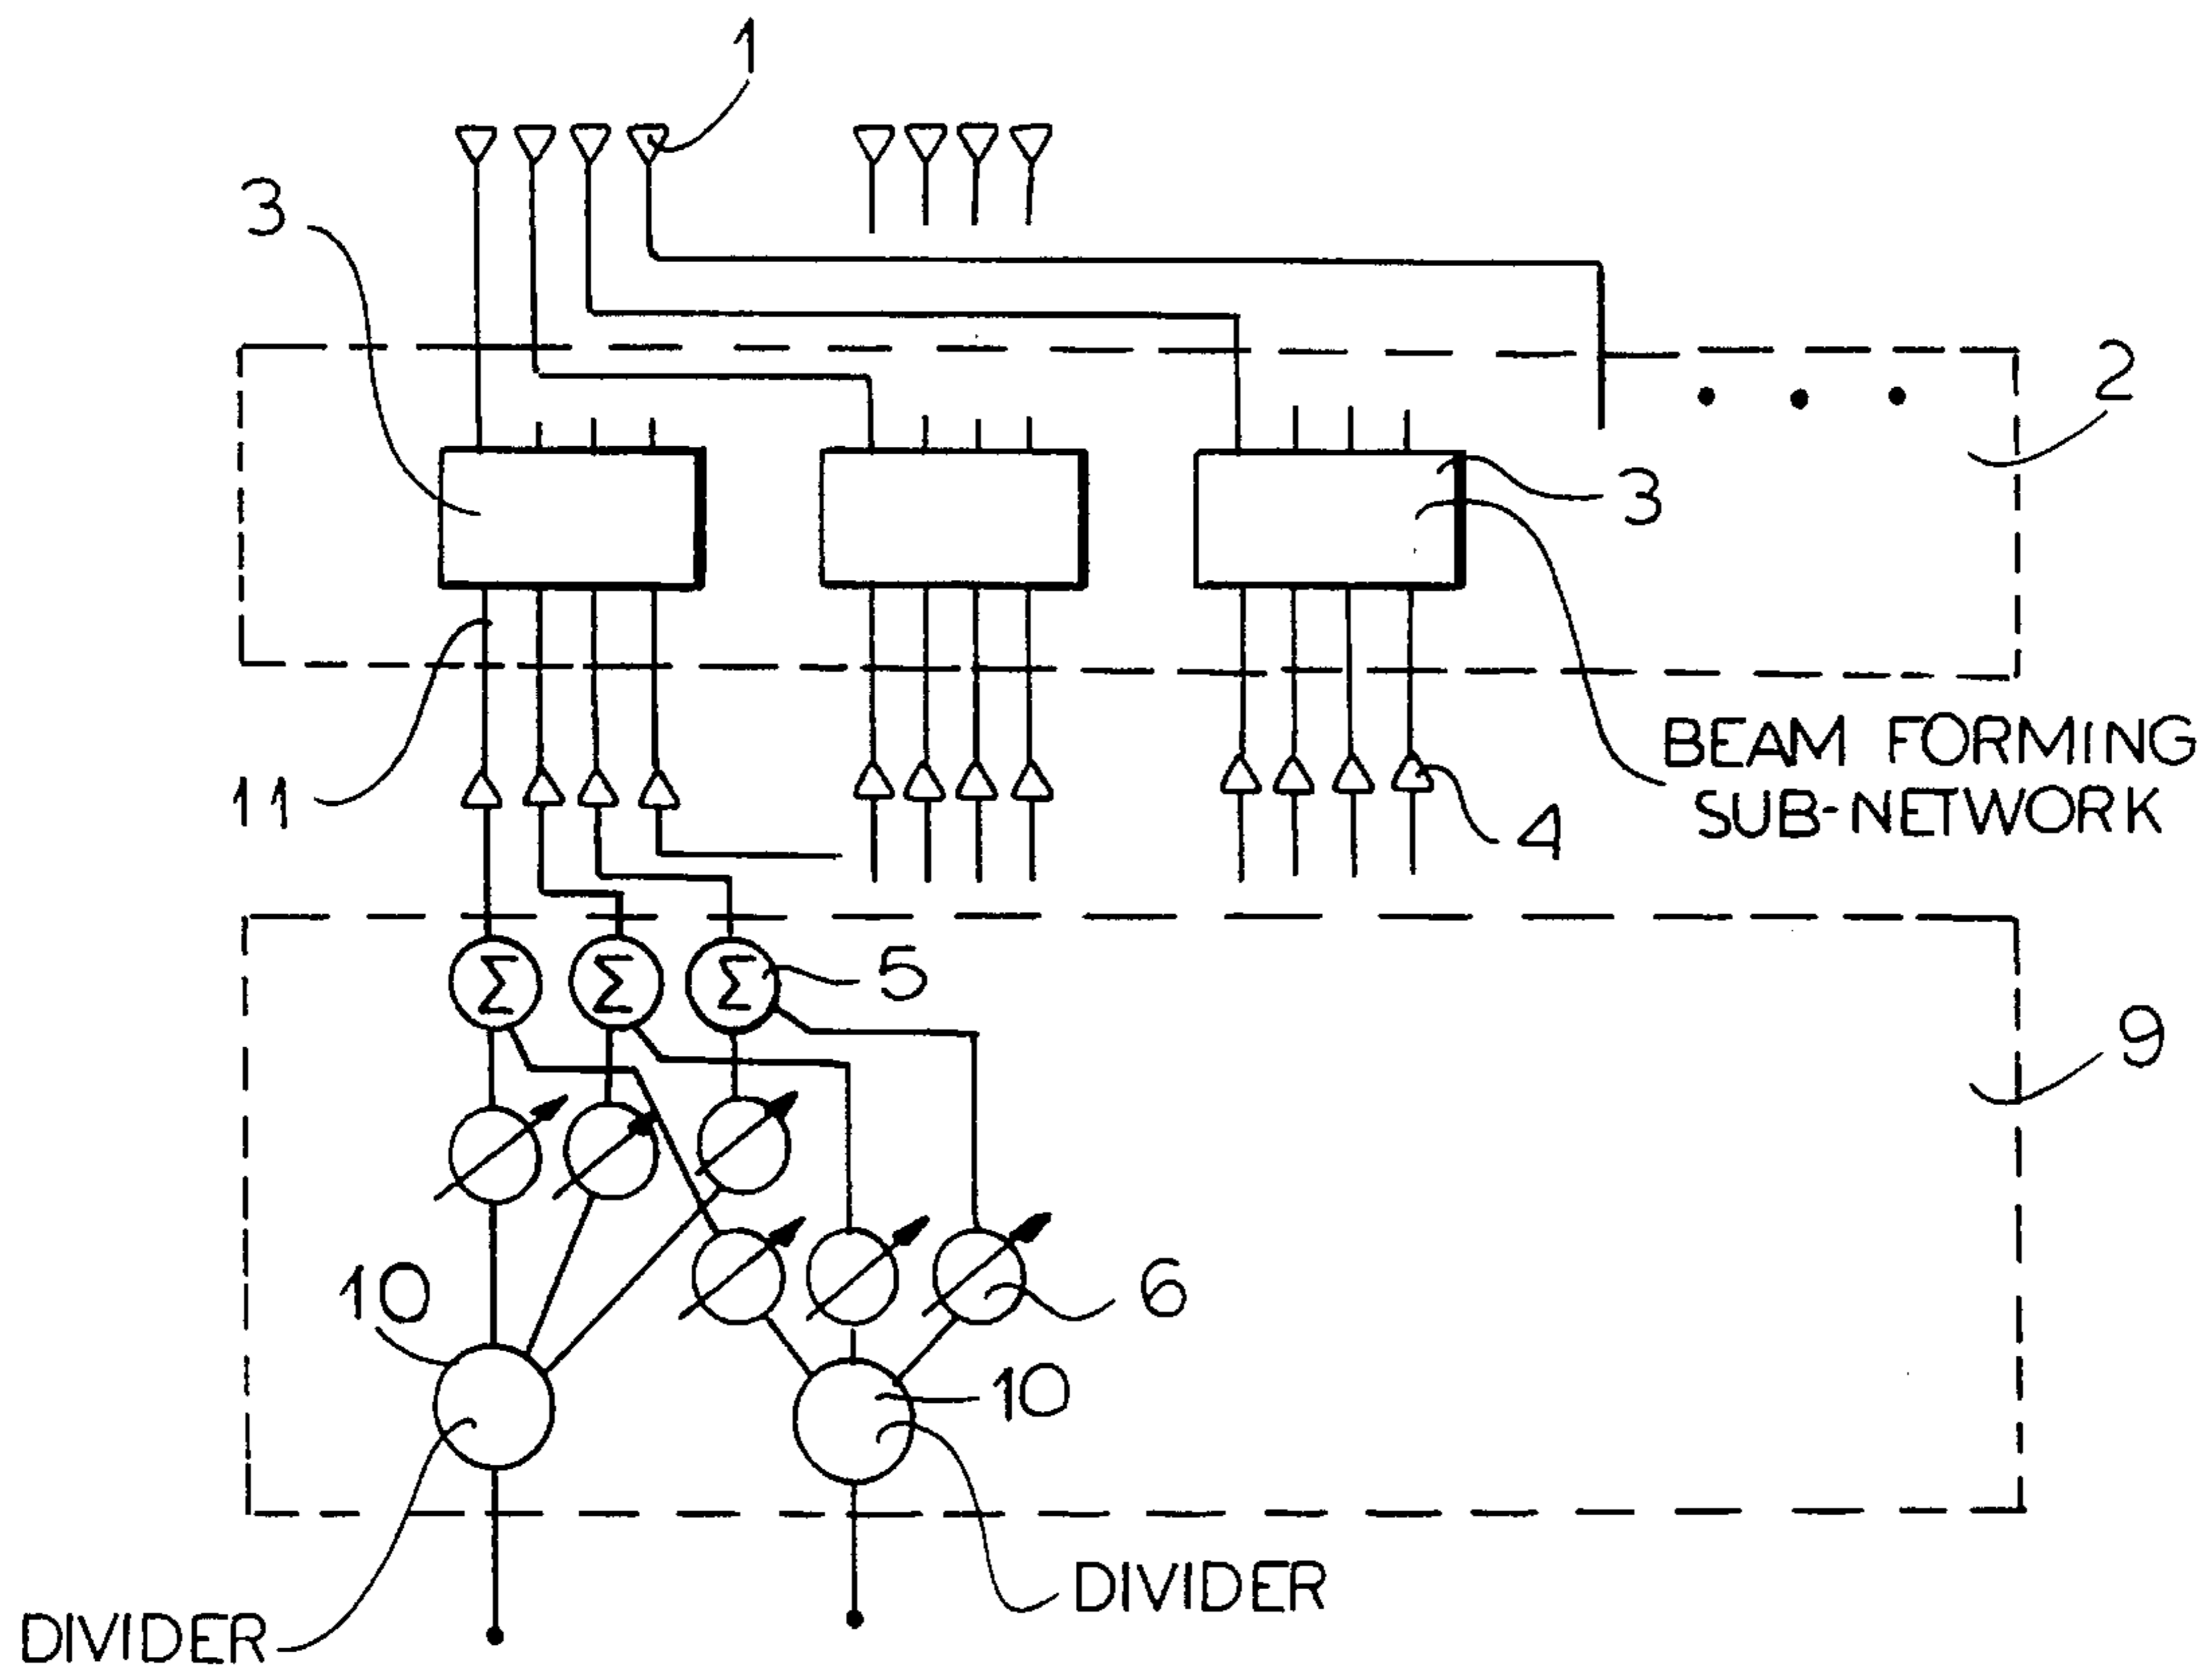 1
3
2
3
11
BEAM FORMING
SUB-NETWORK
4
Σ Σ Σ
5
9
10
6
10
DIVIDER
DIVIDER